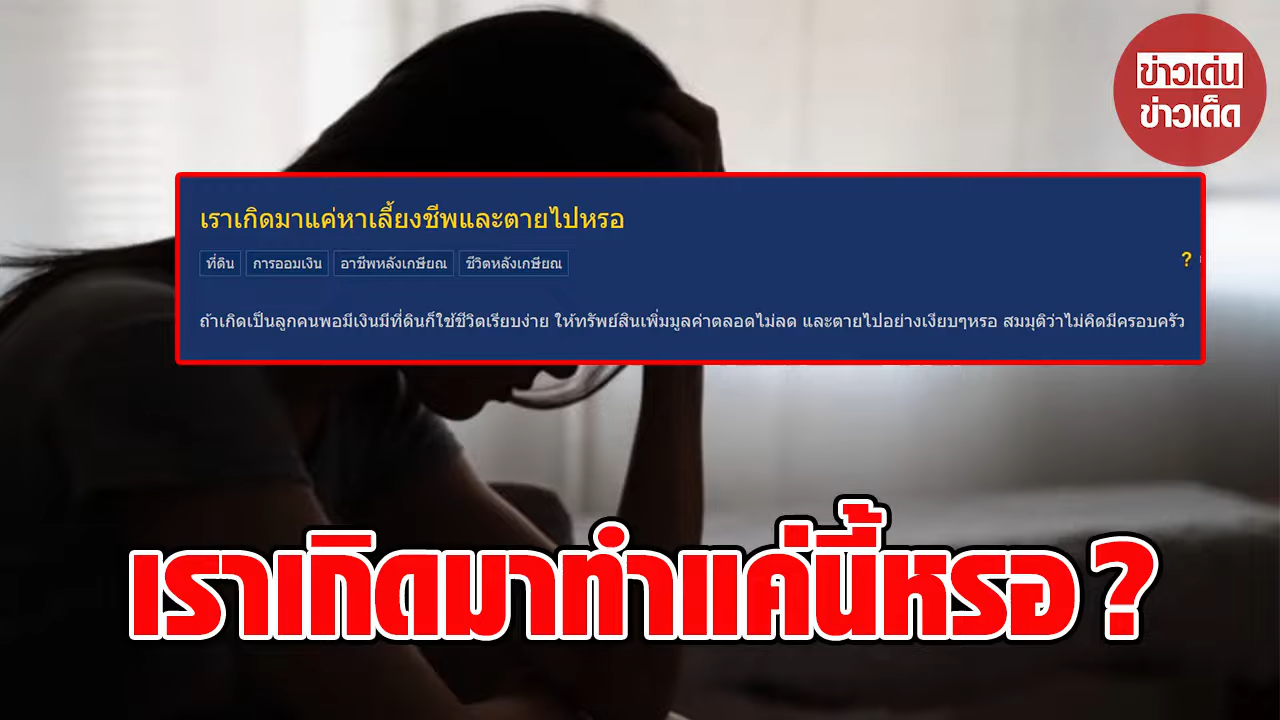 ข่าวเด่น
ข่าวเด็ด
เราเกิดมาแค่หาเลี้ยงชีพและตายไปหรอ
ที่ดิน การออมเงิน อาชีพหลังเกษียณ ชีวิตหลังเกษียณ
?
ถ้าเกิดเป็นลูกคนพอมีเงินมีที่ดินก็ใช้ชีวิตเรียบง่าย ให้ทรัพย์สินเพิ่มมูลค่าตลอดไม่ลด และตายไปอย่างเงียบๆหรอ สมมุติว่าไม่คิดมีครอบครัว
เราเกิดมาทำแค่นี้หรอ ?